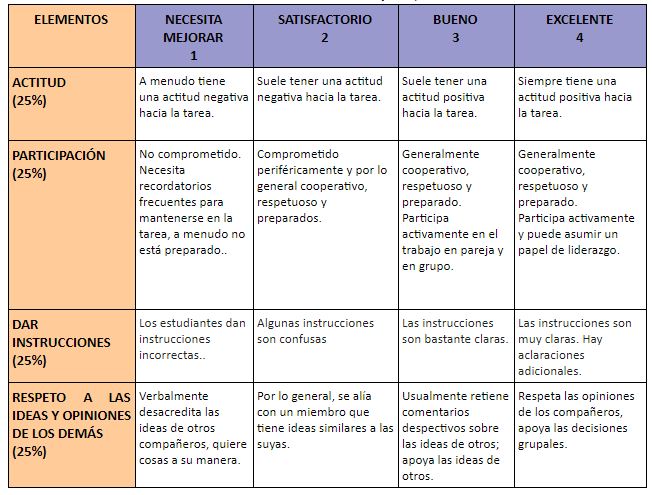 ELEMENTOS
NECESITA
MEJORAR
1
SATISFACTORIO
2
BUENO
3
EXCELENTE
4
ACTITUD
(25%)
A menudo tiene
una actitud negativa
hacia la tarea.
Suele tener una actitud
negativa hacia la tarea.
Suele tener una
actitud positiva
hacia la tarea.
Siempre tiene una
actitud positiva hacia
la tarea.
PARTICIPACIÓN
(25%)
No comprometido.
Necesita
recordatorios
frecuentes para
mantenerse en la
tarea, a menudo no
está preparado..
Comprometido
periféricamente y por lo
general cooperativo,
respetuoso y
preparados.
Generalmente
cooperativo,
respetuoso y
preparado.
Participa
activamente en el
trabajo en pareja y
en grupo.
Generalmente
cooperativo,
respetuoso y
preparado.
Participa activamente
y puede asumir un
papel de liderazgo.
DAR
INSTRUCCIONES
(25%)
Los estudiantes dan
instrucciones
incorrectas..
Algunas instrucciones
son confusas
Las instrucciones
son bastante claras.
Las instrucciones son
muy claras. Hay
aclaraciones
adicionales.
RESPETO A LAS
IDEAS Y OPINIONES
DE LOS DEMÁS
(25%)
Verbalmente
desacredita las
ideas de otros
compañeros, quiere
cosas a su manera.
Por lo general, se alía
con un miembro que
tiene ideas similares a las
suyas.
Usualmente retiene
comentarios
despectivos sobre
las ideas de otros;
apoya las ideas de
otros.
Respeta las opiniones
de los compañeros,
apoya las decisiones
grupales.